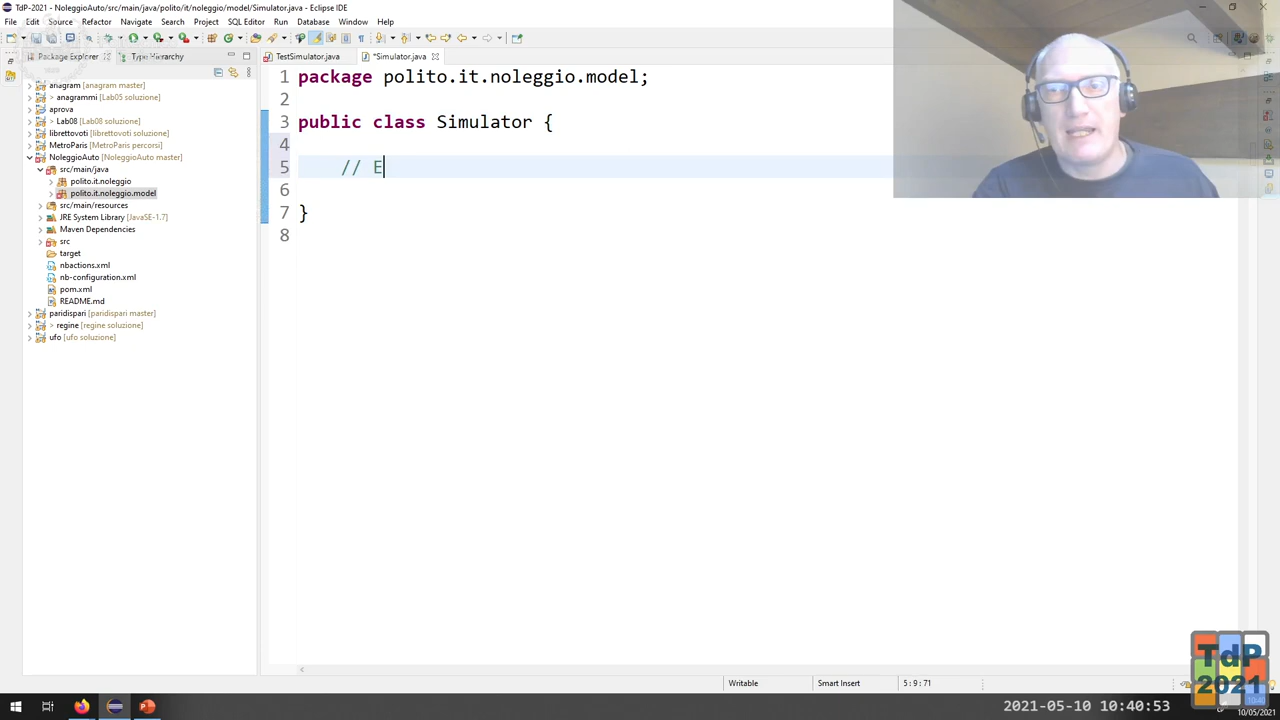 TdP-2021 - NoleggioAuto/src/main/java/polito/it/noleggio/model/Simulator.java - Eclipse IDE
File Edit Source Refactor Navigate Search Project SQL Editor Run Database Window Help
Package Explorer
Type Hierarchy
TestSimulator.java
*Simulator.java
anagram [anagram master]
> anagrammi [Lab05 soluzione]
aprova
> Lab08 [Lab08 soluzione]
librettovoti [librettovoti soluzione]
MetroParis [MetroParis percorsi]
NoleggioAuto [NoleggioAuto master]
src/main/java
polito.it.noleggio
polito.it.noleggio.model
src/main/resources
JRE System Library [JavaSE-1.7]
Maven Dependencies
src
target
nbactions.xml
nb-configuration.xml
pom.xml
README.md
paridispari [paridispari master]
> regine [regine soluzione]
ufo [ufo soluzione]
1 package polito.it.noleggio.model;
2
3 public class Simulator {
4
5 // E
6
7 }
8
Writable
Smart Insert
5 : 9 : 71
TdP
2021
2021-05-10 10:40:53
10:40
10/05/2021